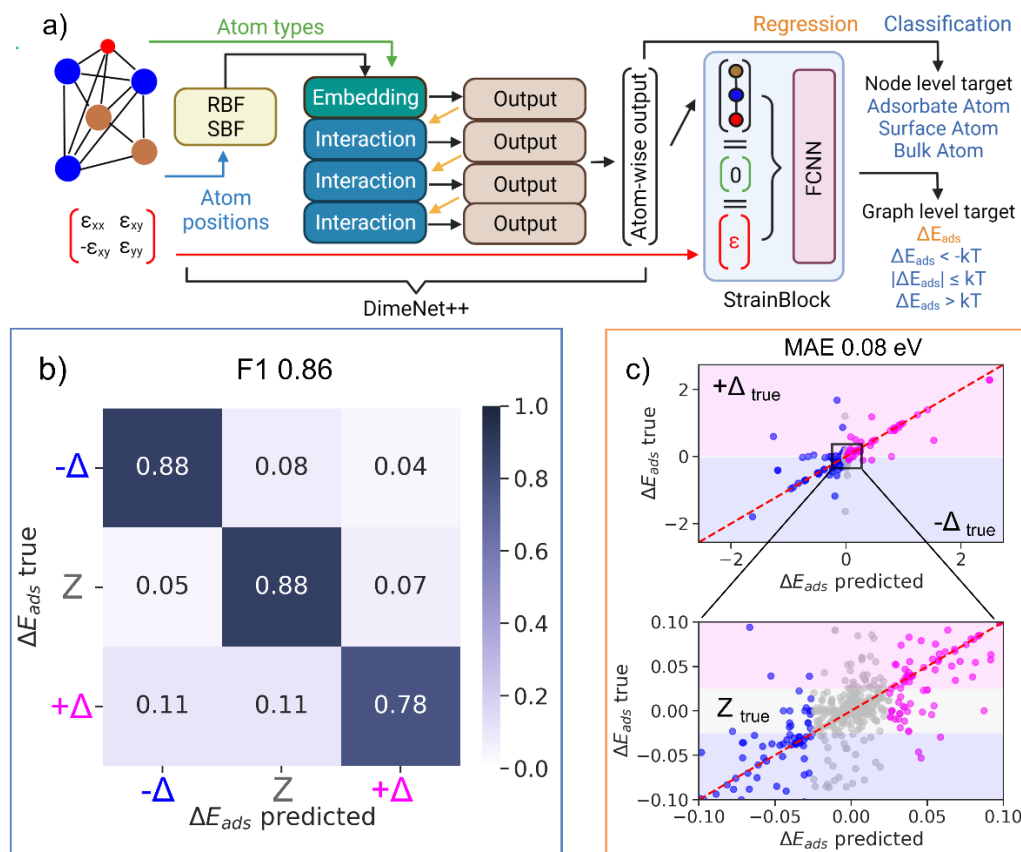 a)
Atom types
Regression
Classification
RBF
SBF
Embedding
Interaction
Interaction
Interaction
Output
Output
Output
Output
Atom-wise output
0
ε
FCNN
Node level target
Adsorbate Atom
Surface Atom
Bulk Atom
Atom
positions
εxx εxy
-εxy εyy
Graph level target
ΔEads
ΔEads < -kT
|ΔEads| ≤ kT
ΔEads > kT
StrainBlock
DimeNet++
b)
F1 0.86
-Δ
Z
+Δ
ΔEads true
0.88 0.08 0.04
0.05 0.88 0.07
0.11 0.11 0.78
-Δ Z +Δ
ΔEads predicted
1.0
0.8
0.6
0.4
0.2
0.0
c)
MAE 0.08 eV
+Δ true
-Δ true
2
0
−2
ΔEads true
−2 0 2
ΔEads predicted
Z true
0.10
0.05
0.00
−0.05
−0.10
ΔEads true
−0.10 −0.05 0.00 0.05 0.10
ΔEads predicted